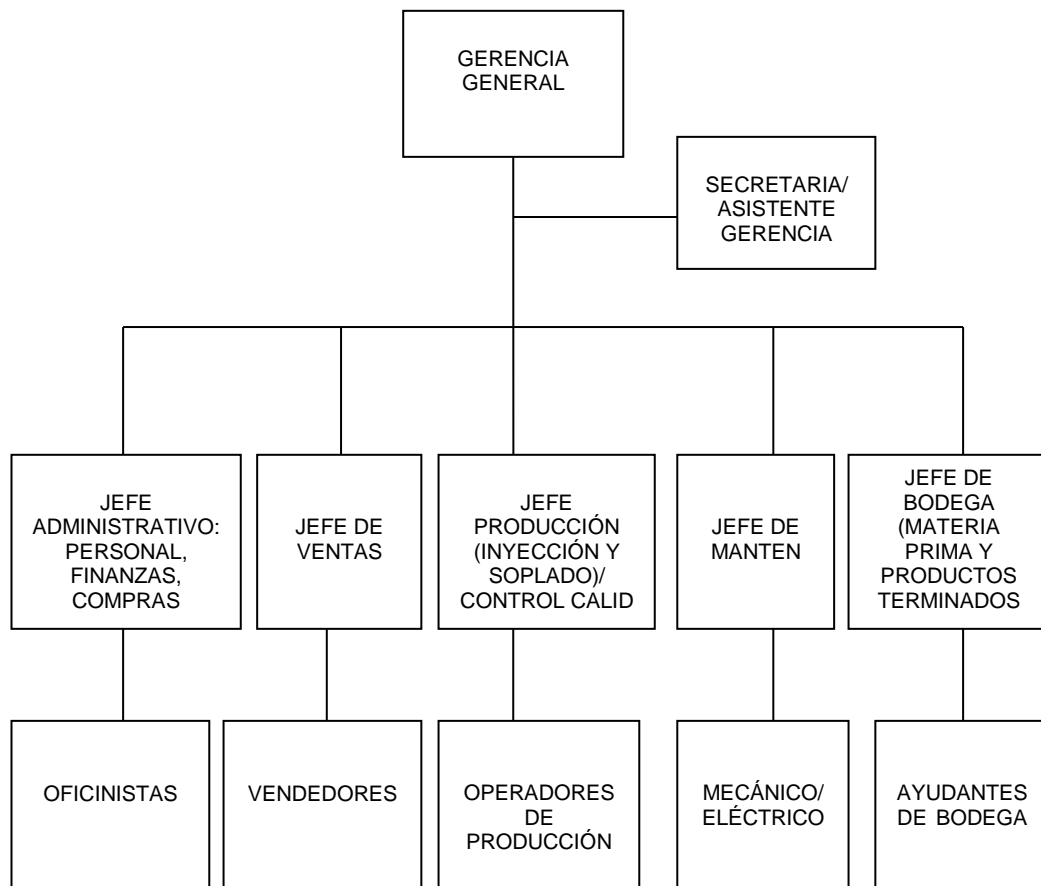 GERENCIA
GENERAL
SECRETARIA/
ASISTENTE
GERENCIA
JEFE
ADMINISTRATIVO:
PERSONAL,
FINANZAS,
COMPRAS
JEFE DE
VENTAS
JEFE
PRODUCCIÓN
(INYECCIÓN Y
SOPLADO)/
CONTROL CALID
JEFE DE
MANTEN
JEFE DE
BODEGA
(MATERIA
PRIMA Y
PRODUCTOS
TERMINADOS
OFICINISTAS
VENDEDORES
OPERADORES
DE
PRODUCCIÓN
MECÁNICO/
ELÉCTRICO
AYUDANTES
DE BODEGA